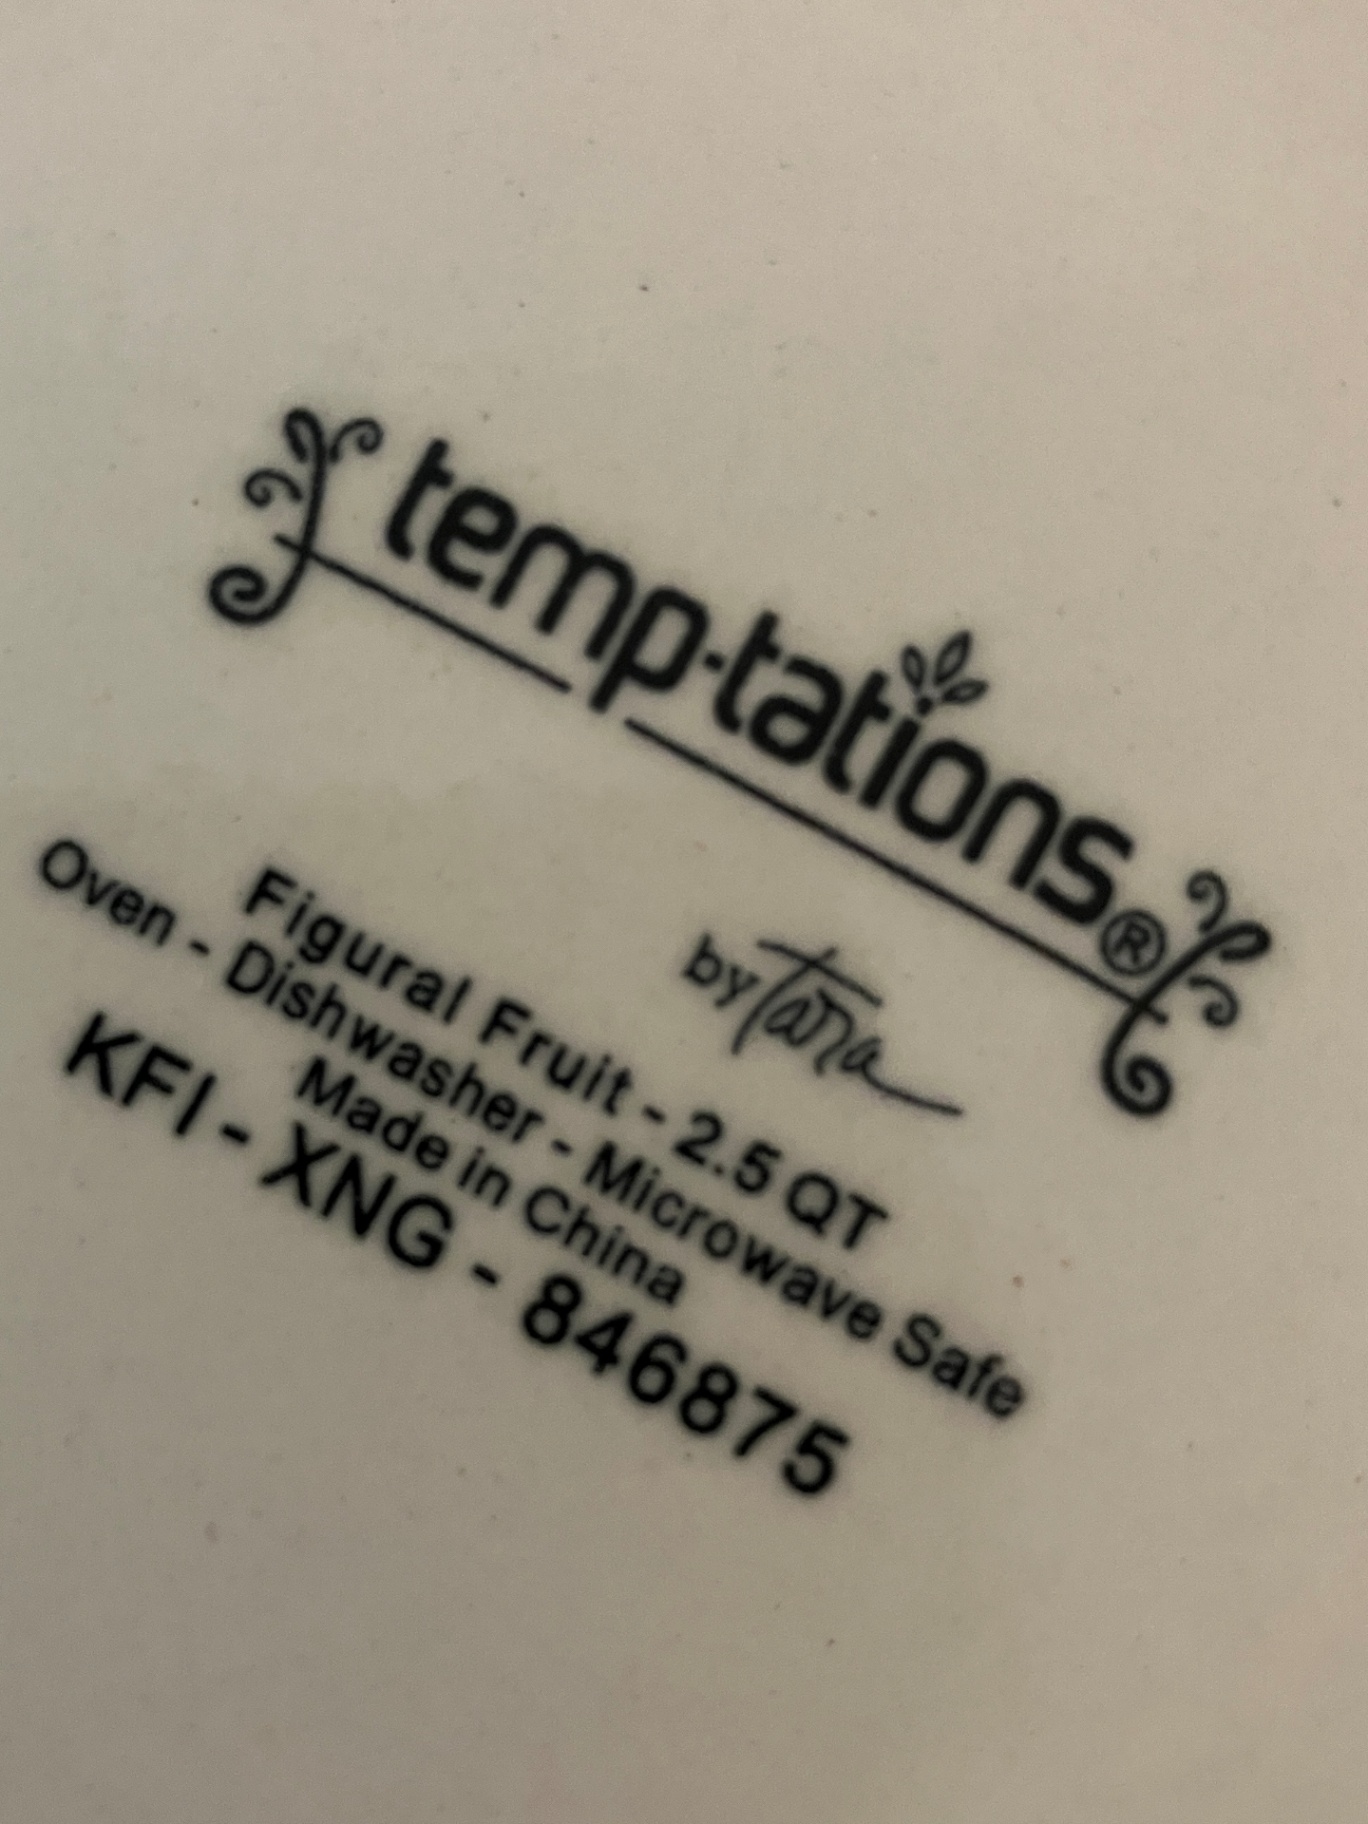 temp·tations®
by Tara
Figural Fruit - 2.5 QT
Oven - Dishwasher - Microwave Safe
Made in China
KFI - XNG - 846875